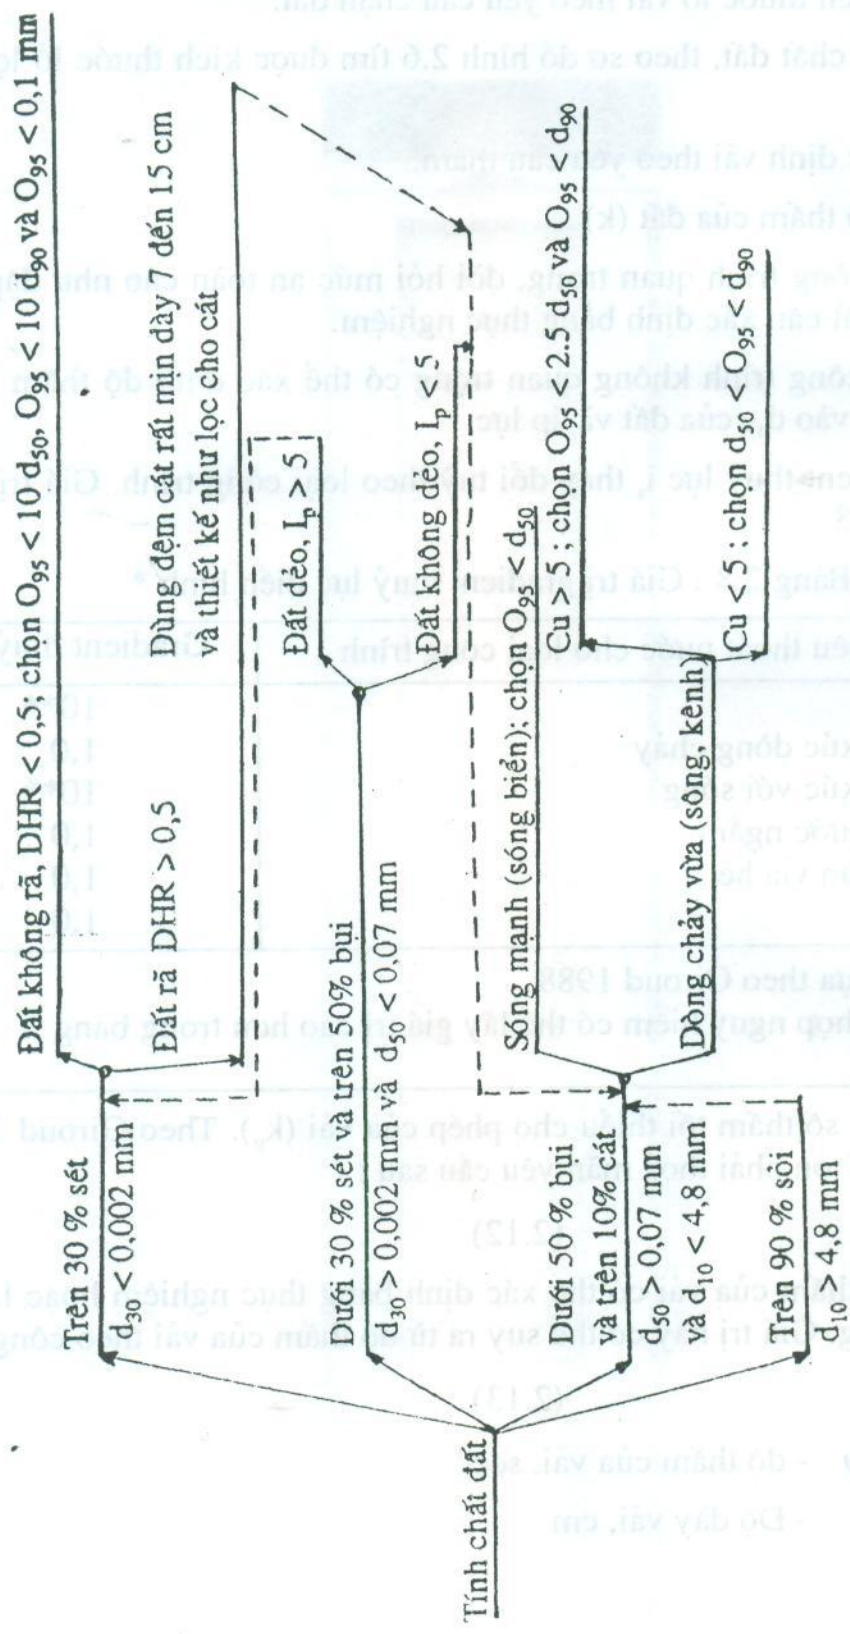 Tính chất đất
Trên 30 % sét
d₃₀ < 0,002 mm
Đất không rã, DHR < 0.5; chọn O₉₅ < 10 d₅₀, O₉₅ < 10 d₉₀ và O₉₅ < 0,1 mm
Đất rã DHR > 0,5
Dùng đệm cát rất mịn dày 7 đến 15 cm
và thiết kế như lọc cho cát
Dưới 30 % sét và trên 50% bụi
d₃₀ > 0,002mm và d₅₀ < 0,07 mm
Đất dẻo, Iₚ > 5
Đất không dẻo, Iₚ < 5
Dưới 50 % bụi
và trên 10% cát
d₅₀ > 0,07 mm
và d₁₀ < 4,8 mm
Trên 90 % sỏi
d₁₀ > 4,8 mm
Sóng mạnh (sóng biển); chọn O₉₅ < d₅₀
Dòng chảy vừa (sông, kênh)
Cu > 5 ; chọn O₉₅ < 2.5 d₅₀ và O₉₅ < d₉₀
Cu < 5 ; chọn d₅₀ < O₉₅ < d₉₀